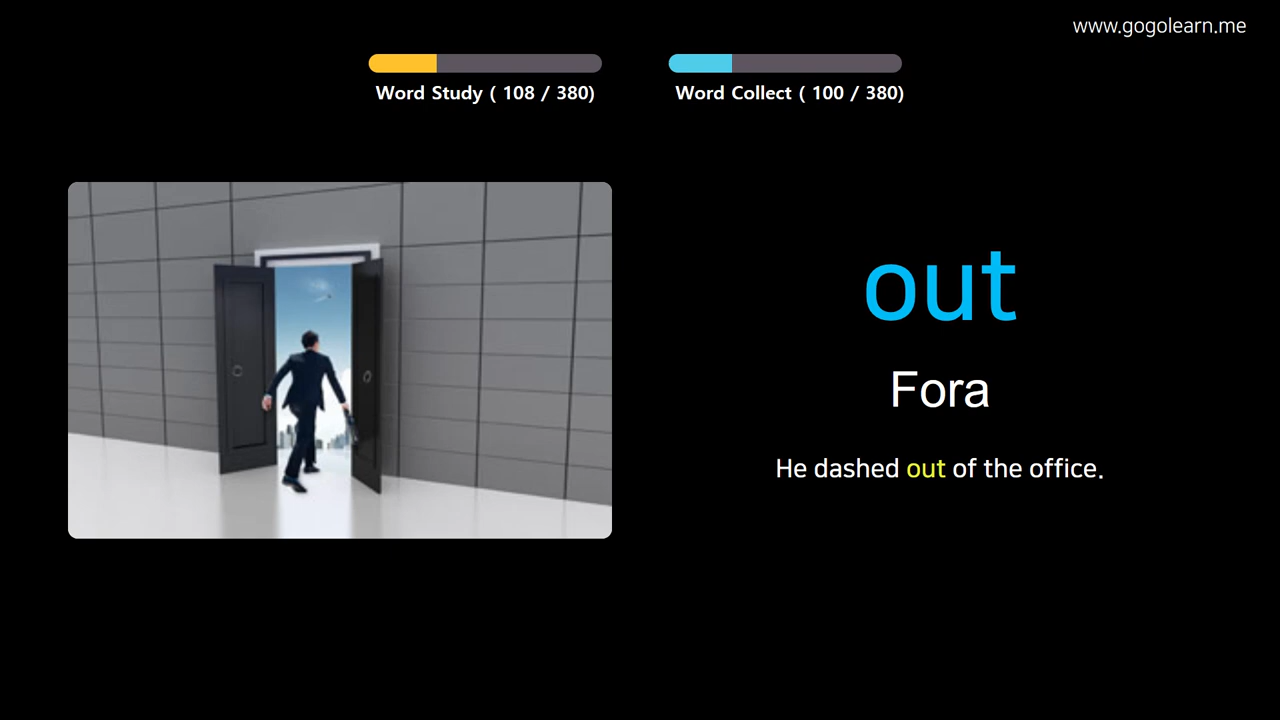 www.gogolearn.me
Word Study ( 108 / 380)
Word Collect ( 100 / 380)
out
Fora
He dashed out of the office.